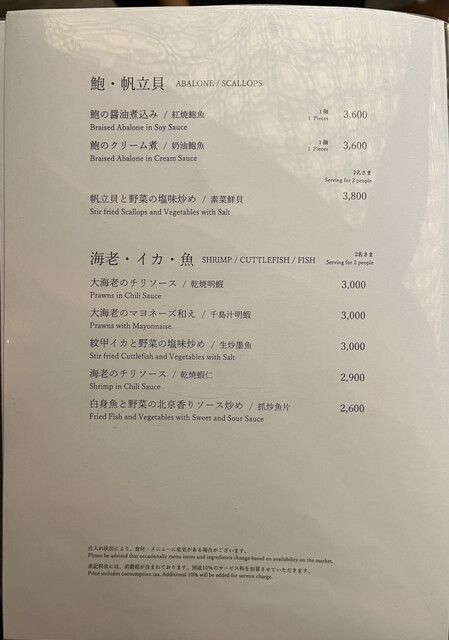 鮑・帆立貝 ABALONE / SCALLOPS
鮑の醤油煮込み / 紅焼鮑魚 1個 1 Pieces 3,600
Braised Abalone in Soy Sauce
鮑のクリーム煮 / 奶油鮑魚 1個 1 Pieces 3,600
Braised Abalone in Cream Sauce
2名さま
Serving for 2 people
帆立貝と野菜の塩味炒め / 素菜鮮貝 3,800
Stir fried Scallops and Vegetables with Salt
海老・イカ・魚 SHRIMP / CUTTLEFISH / FISH 2名さま Serving for 2 people
大海老のチリソース / 乾焼明蝦 3,000
Prawns in Chili Sauce
大海老のマヨネーズ和え / 千島汁明蝦 3,000
Prawns with Mayonnaise
紋甲イカと野菜の塩味炒め / 生炒墨魚 3,000
Stir fried Cuttlefish and Vegetables with Salt
海老のチリソース / 乾焼蝦仁 2,900
Shrimp in Chili Sauce
白身魚と野菜の北京香りソース炒め / 抓炒魚片 2,600
Fried Fish and Vegetables with Sweet and Sour Sauce
仕入れ状況により、食材・メニューに変更がある場合がございます。
Please be advised that occasionally menu items and ingredients change based on availability on the market.
表記料金には、消費税が含まれております。別途10%のサービス料を加算させていただきます。
Price includes consumption tax. Additional 10% will be added for service charge.